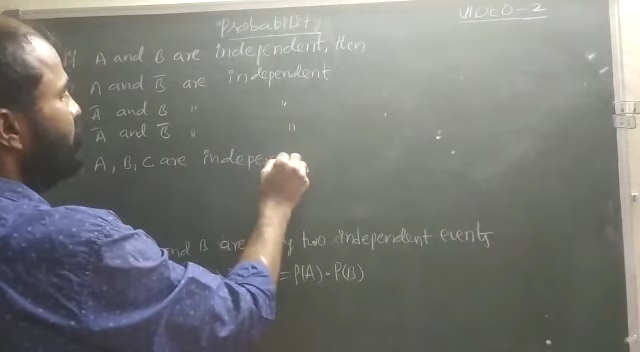 Probability
VIDEO-2
A and B are independent, then
A and B̅ are independent
A̅ and B " "
A̅ and B̅ " "
A, B, C are indepe
and B are two independent events
= P(A) - P(B)